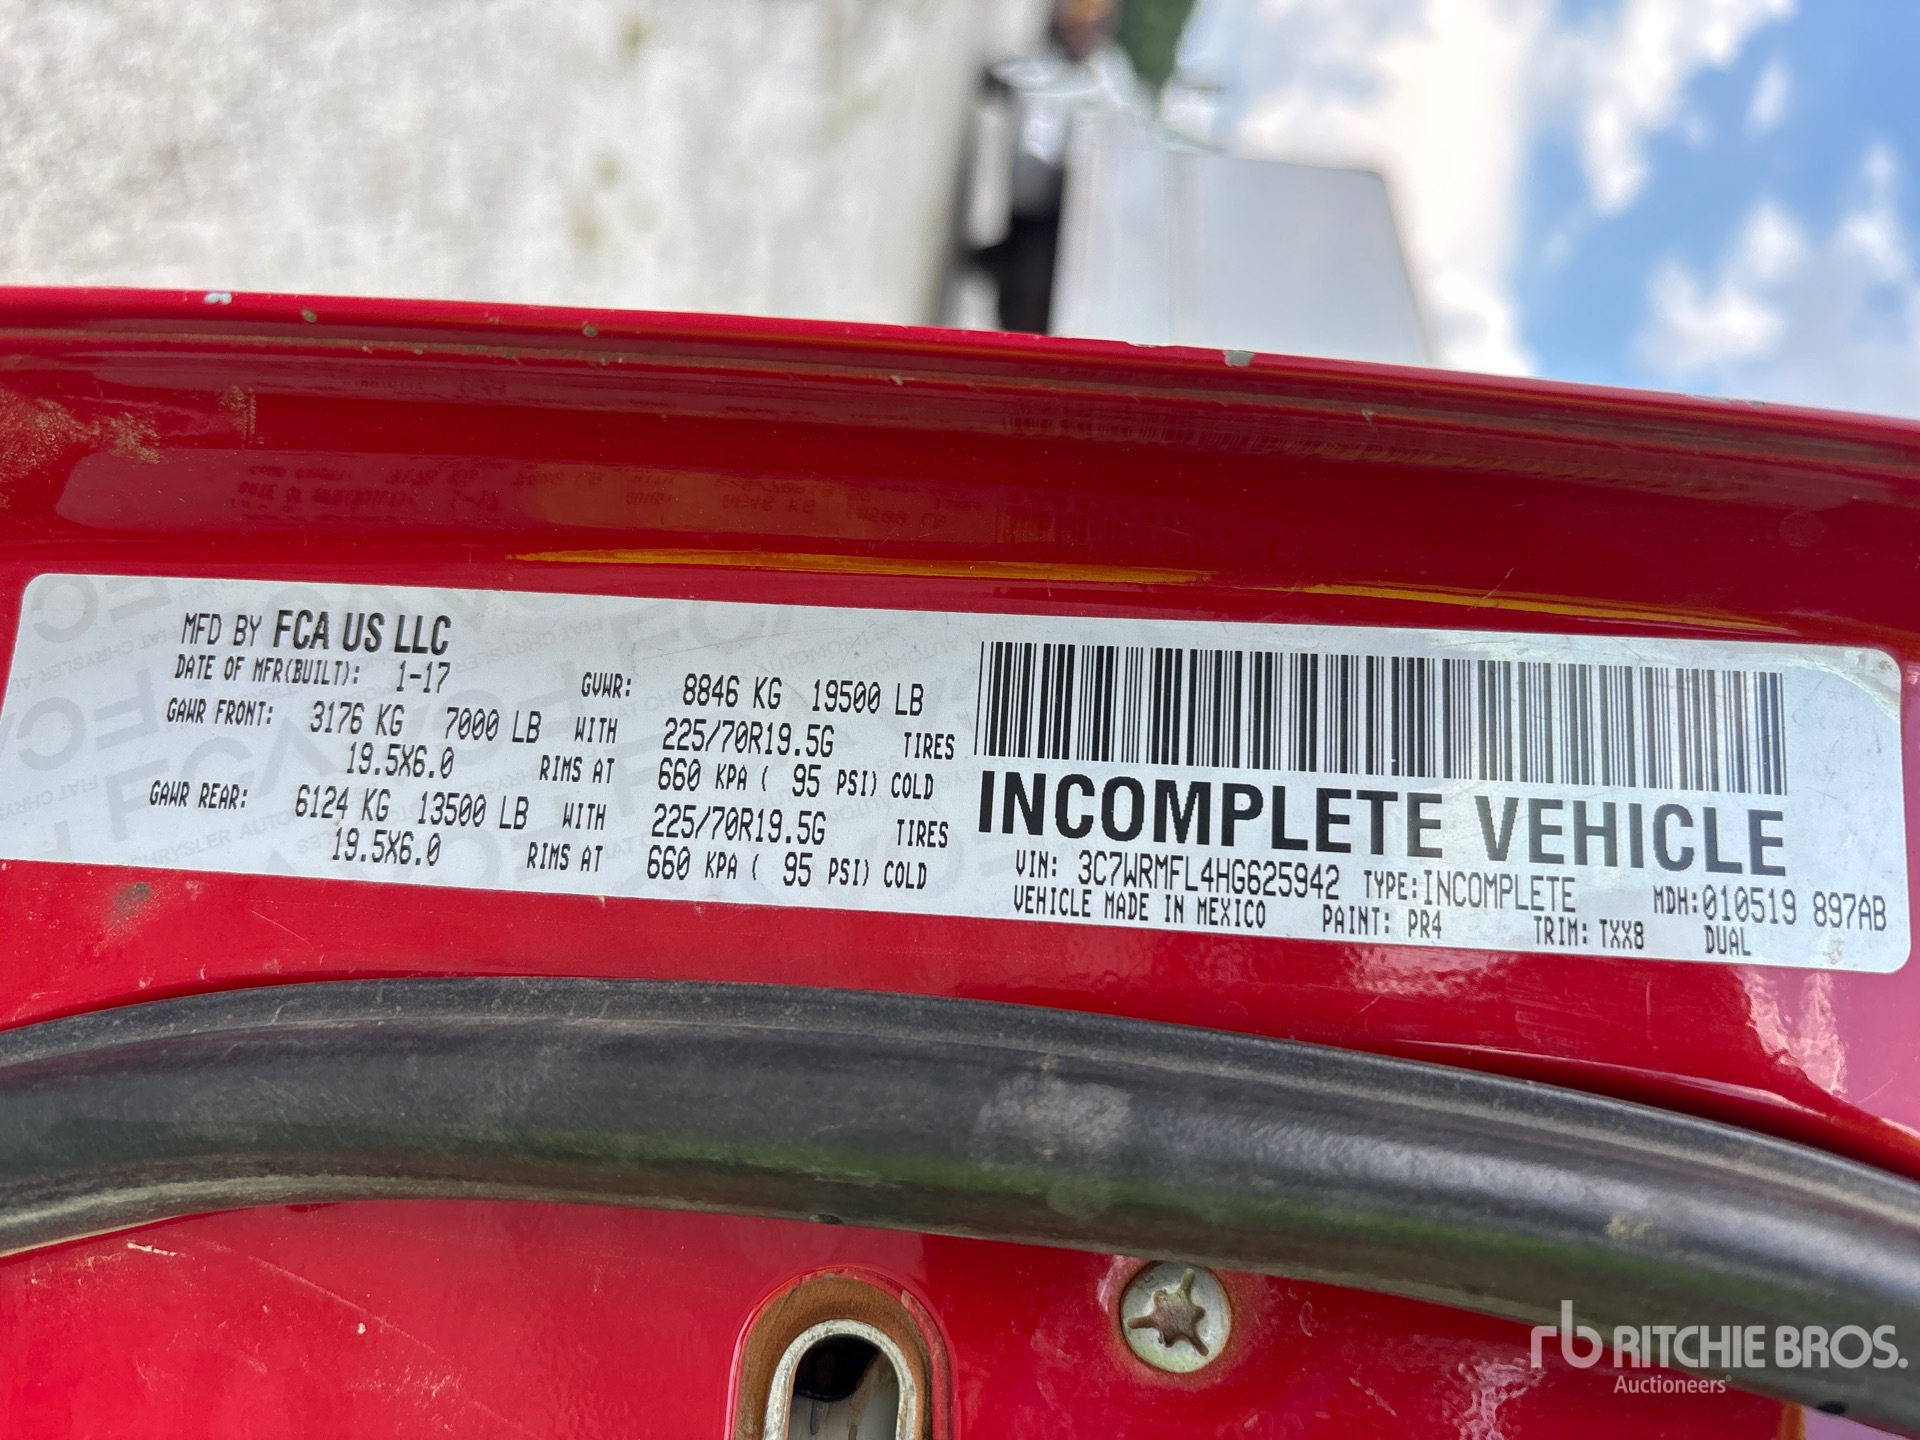 MFD BY FCA US LLC
DATE OF MFR(BUILT): 1-17 GVWR: 8846 KG 19500 LB
GAWR FRONT: 3176 KG 7000 LB WITH 225/70R19.5G TIRES
19.5X6.0 RIMS AT 660 KPA ( 95 PSI) COLD
GAWR REAR: 6124 KG 13500 LB WITH 225/70R19.5G TIRES
19.5X6.0 RIMS AT 660 KPA ( 95 PSI) COLD
INCOMPLETE VEHICLE
VIN: 3C7WRMFL4HG625942 TYPE: INCOMPLETE MDH: 010519 897AB
VEHICLE MADE IN MEXICO PAINT: PR4 TRIM: TXX8 DUAL
rb RITCHIE BROS.
Auctioneers